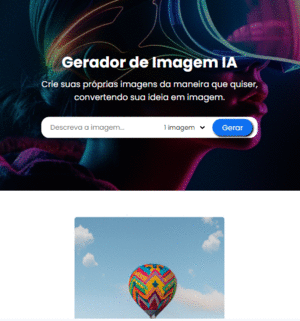 Gerador de Imagem IA
Crie suas próprias imagens da maneira que quiser,
convertendo sua ideia em imagem.
Descreva a imagem... 1 imagem Gerar